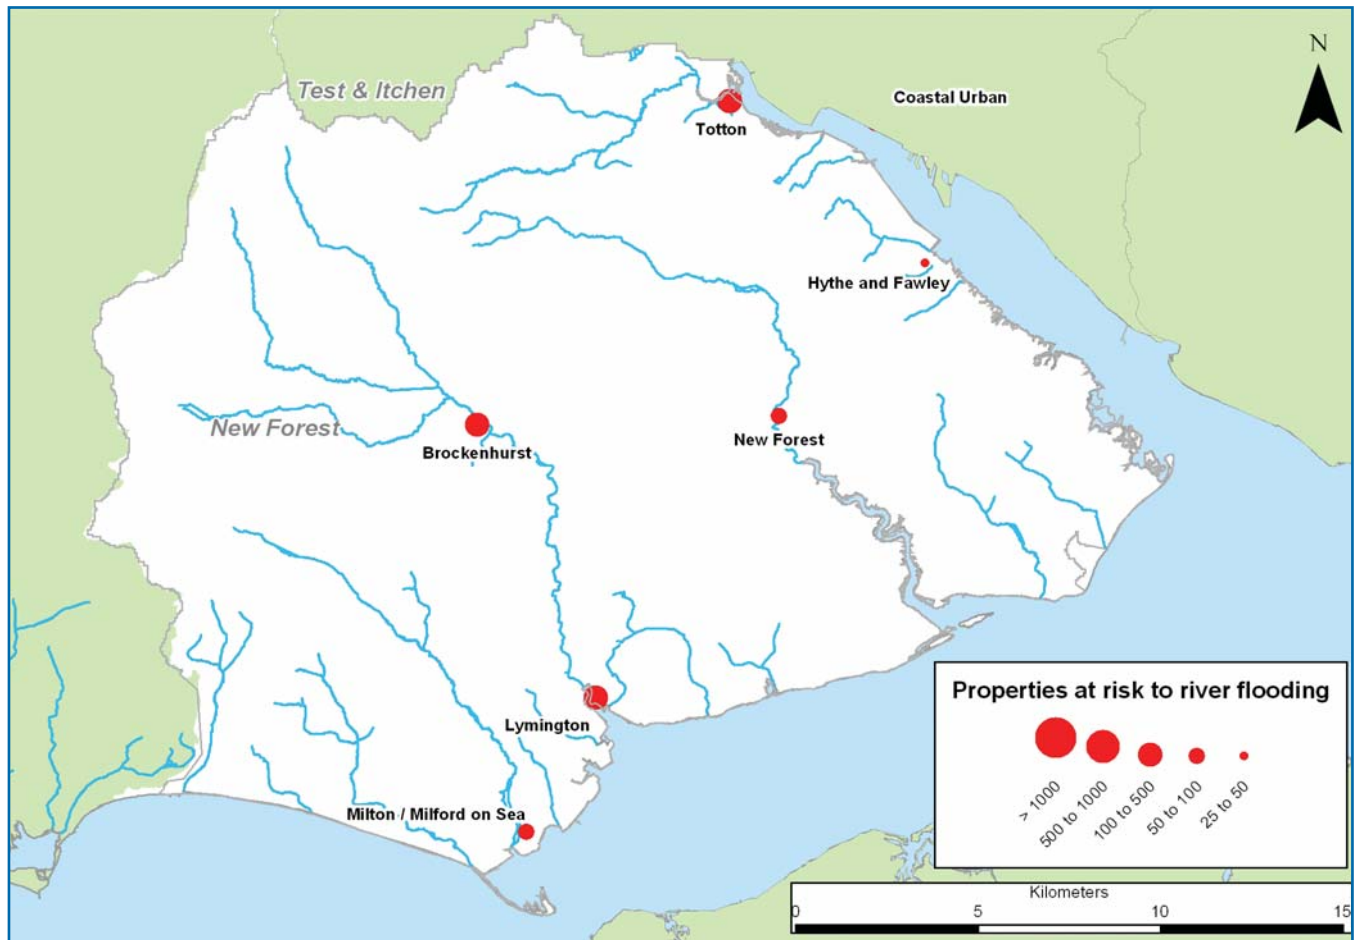 N
Test & Itchen
Coastal Urban
Totton
Hythe and Fawley
New Forest
New Forest
Brockenhurst
Lymington
Milton / Milford on Sea
Properties at risk to river flooding
> 1000
500 to 1000
100 to 500
50 to 100
25 to 50
Kilometers
0
5
10
15